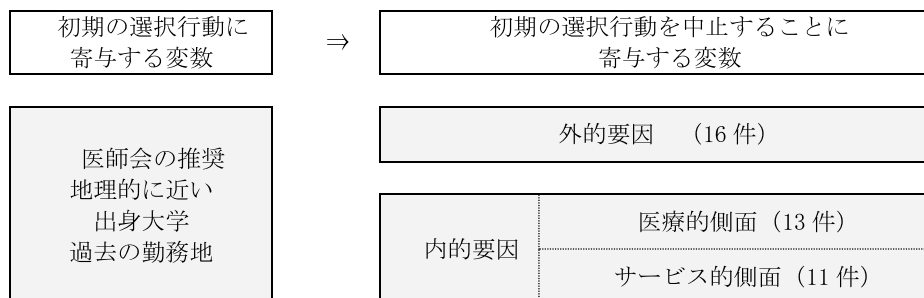 初期の選択行動に
寄与する変数
⇒
初期の選択行動を中止することに
寄与する変数
医師会の推奨
地理的に近い
出身大学
過去の勤務地
外的要因 （16 件）
内的要因
医療的側面（13 件）
サービス的側面（11 件）